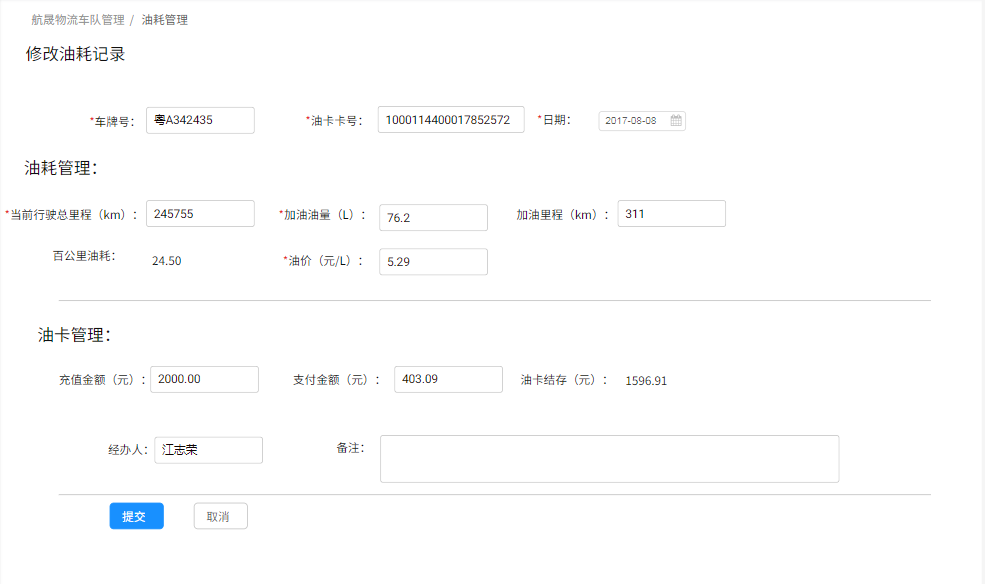 航晟物流车队管理 / 油耗管理
修改油耗记录
*车牌号： 粤A342435 *油卡卡号： 1000114400017852572 *日期： 2017-08-08
油耗管理：
*当前行驶总里程（km）： 245755 *加油油量（L）： 76.2 加油里程（km）： 311
百公里油耗： 24.50 *油价（元/L）： 5.29
油卡管理：
充值金额（元）： 2000.00 支付金额（元）： 403.09 油卡结存（元）： 1596.91
经办人： 江志荣 备注：
提交 取消